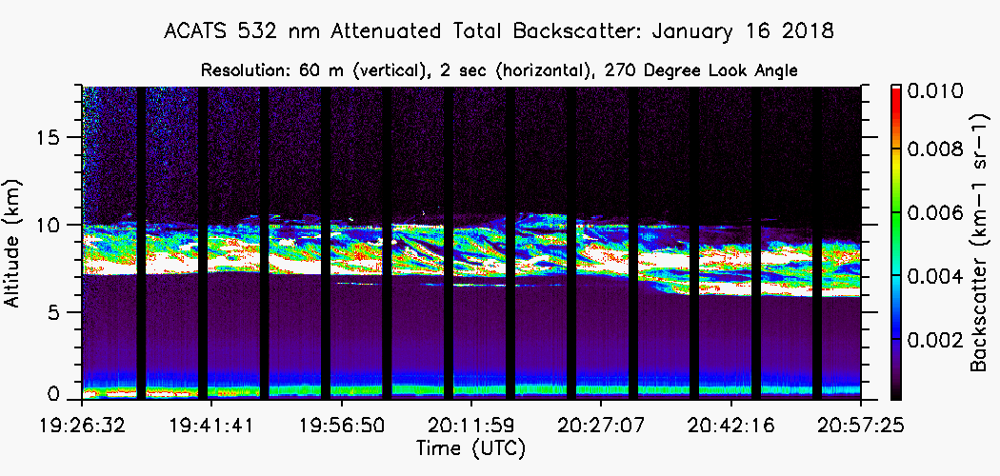 ACATS 532 nm Attenuated Total Backscatter: January 16 2018
Resolution: 60 m (vertical), 2 sec (horizontal), 270 Degree Look Angle
Altitude (km)
15
10
5
0
19:26:32 19:41:41 19:56:50 20:11:59 20:27:07 20:42:16 20:57:25
Time (UTC)
0.010
0.008
0.006
0.004
0.002
Backscatter (km-1 sr-1)